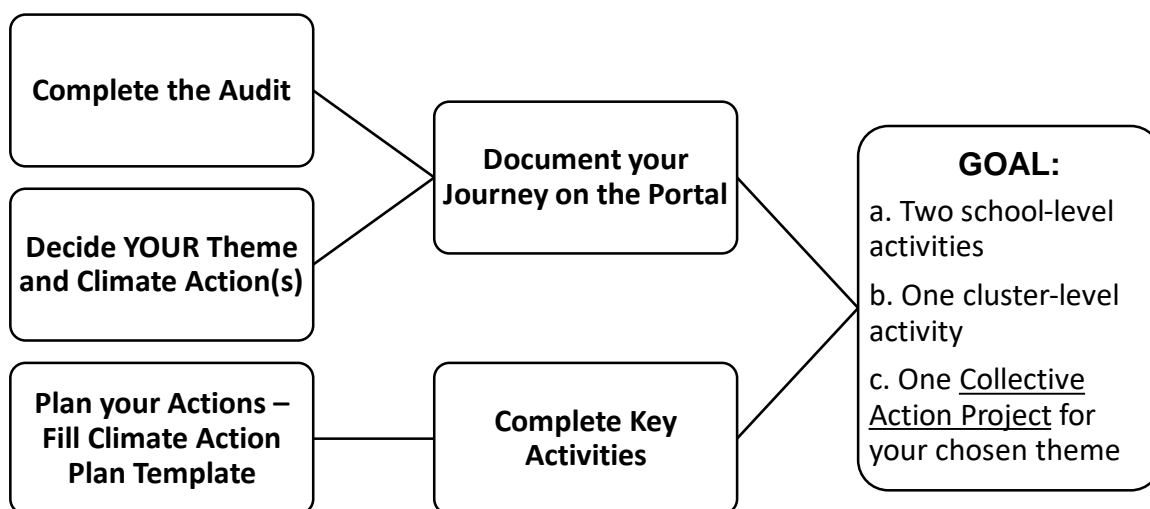 Complete the Audit
Decide YOUR Theme
and Climate Action(s)
Plan your Actions –
Fill Climate Action
Plan Template
Document your
Journey on the Portal
Complete Key
Activities
GOAL:
a. Two school-level
activities
b. One cluster-level
activity
c. One Collective
Action Project for
your chosen theme